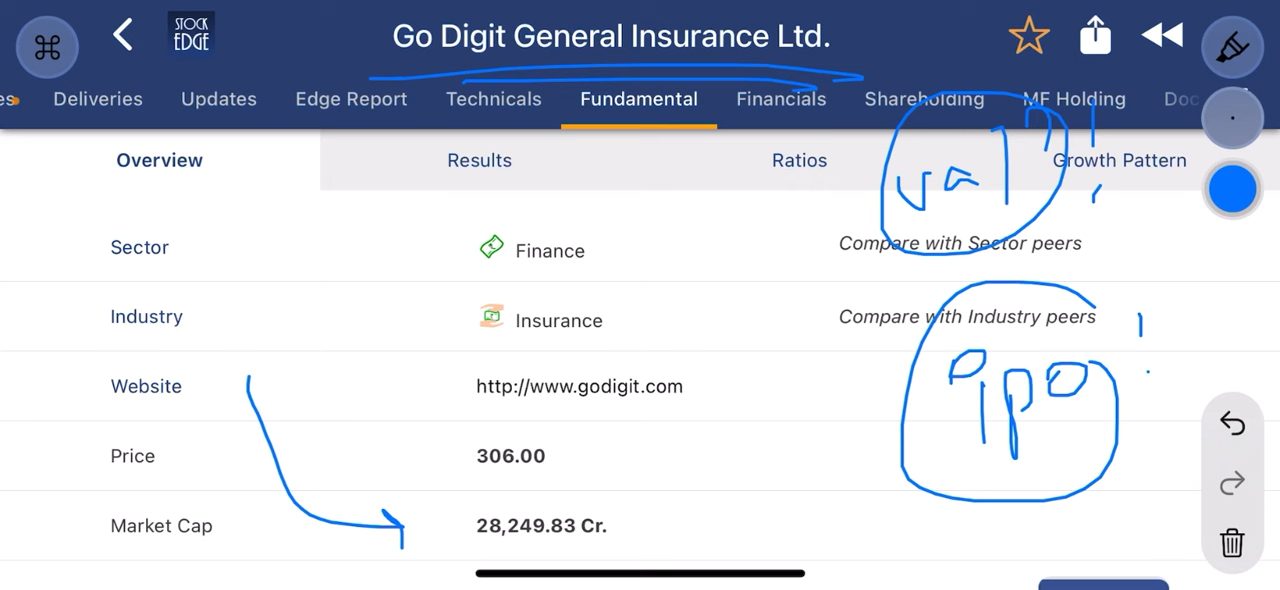 STOCK EDGE
Go Digit General Insurance Ltd.
Deliveries Updates Edge Report Technicals Fundamental Financials Shareholding MF Holding
Overview Results Ratios Growth Pattern
Sector Finance Compare with Sector peers
Industry Insurance Compare with Industry peers
Website http://www.godigit.com
Price 306.00
Market Cap 28,249.83 Cr.